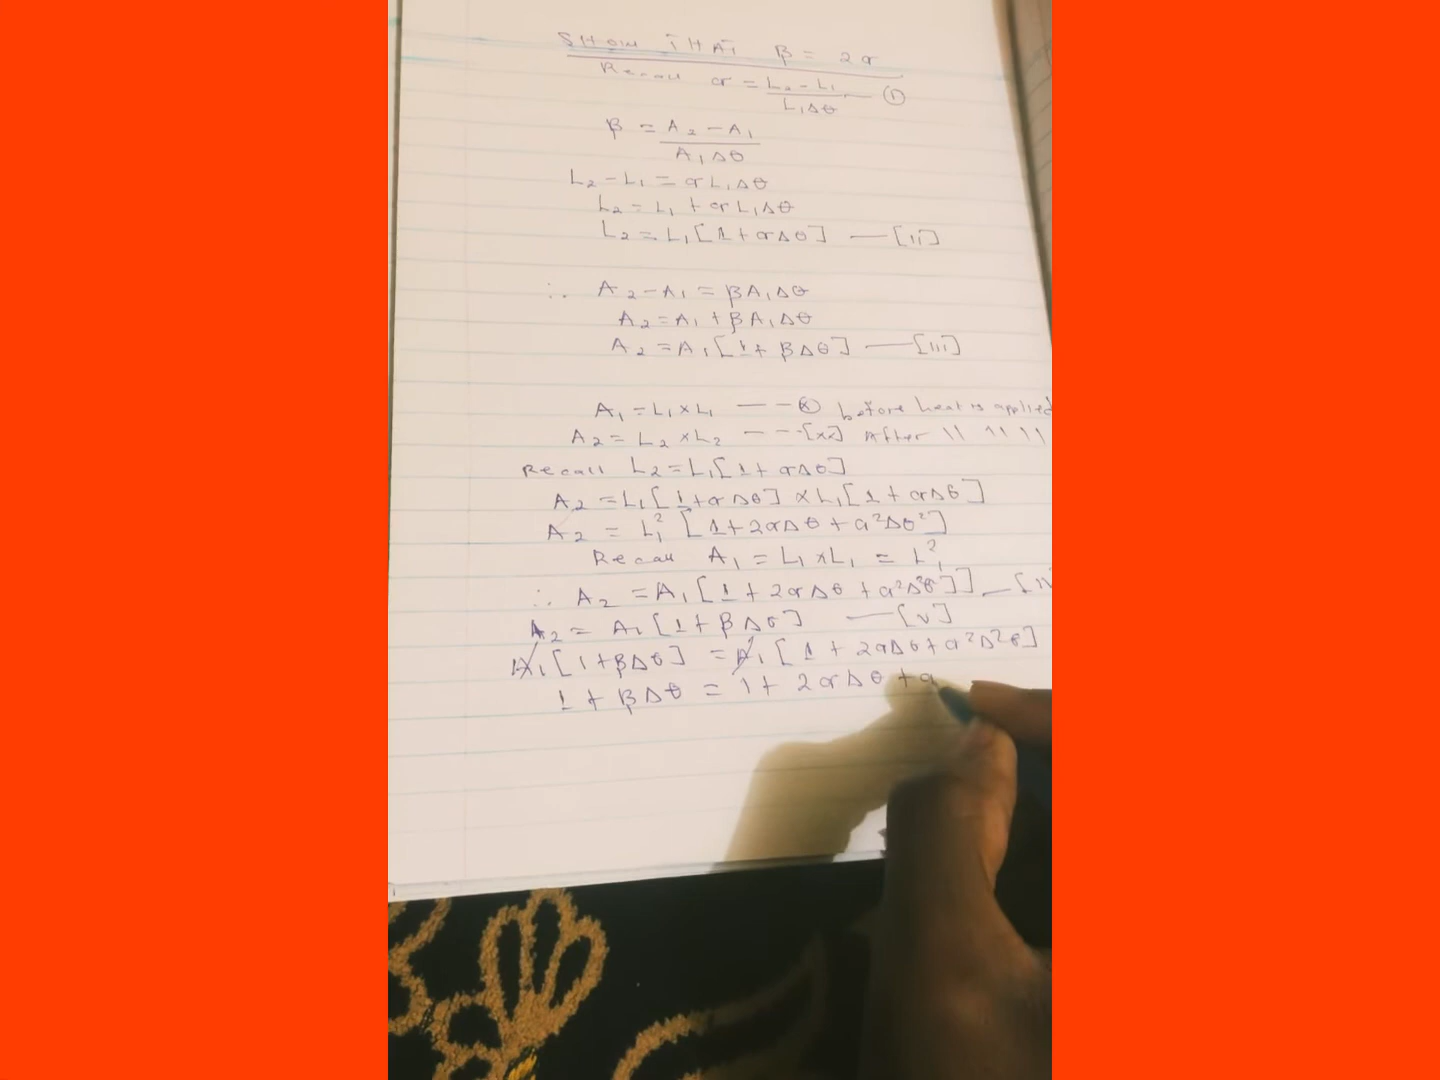 SHOW THAT β = 2α
Recall α = L₂ - L₁ / L₁Δθ —— (i)
β = A₂ - A₁ / A₁Δθ
L₂ - L₁ = αL₁Δθ
L₂ = L₁ + αL₁Δθ
L₂ = L₁[1 + αΔθ] —— [ii]
∴ A₂ - A₁ = βA₁Δθ
A₂ = A₁ + βA₁Δθ
A₂ = A₁[1 + βΔθ] —— [iii]
A₁ = L₁ × L₁ —— (x) before heat is applied
A₂ = L₂ × L₂ —— [xx] After \\ \\ \\
Recall L₂ = L₁[1 + αΔθ]
A₂ = L₁[1 + αΔθ] × L₁[1 + αΔθ]
A₂ = L₁² [1 + 2αΔθ + α²Δθ²]
Recall A₁ = L₁ × L₁ = L₁²
∴ A₂ = A₁[1 + 2αΔθ + α²Δ²θ]] — [iv
A₂ = A₁[1 + βΔθ] —— [v]
A₁[1 + βΔθ] = A₁[1 + 2αΔθ + α²Δ²θ]
1 + βΔθ = 1 + 2αΔθ + α